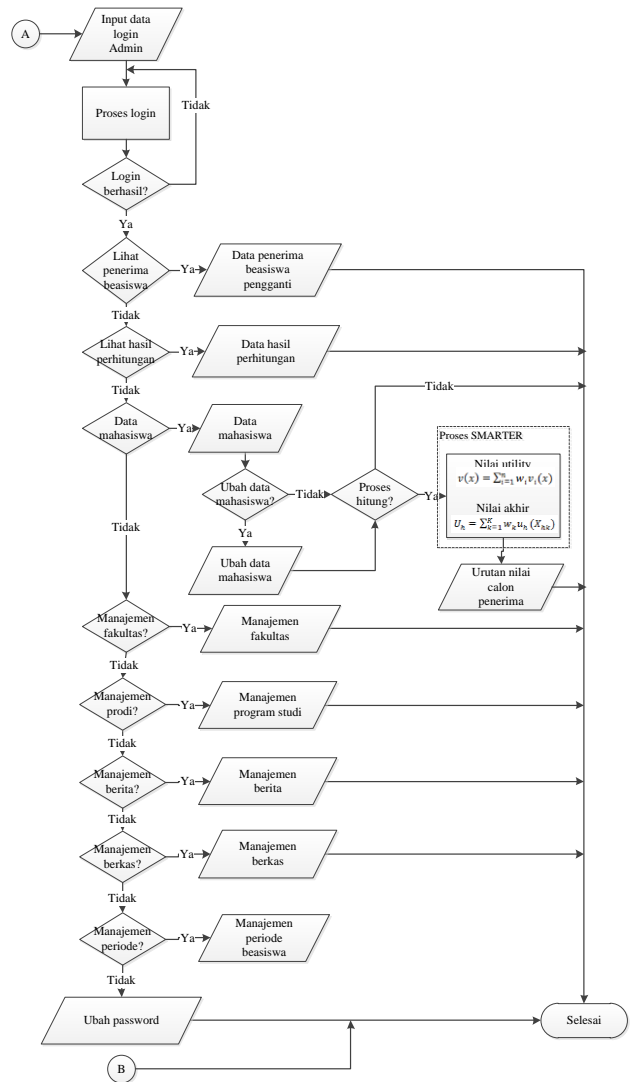 A
Input data
login
Admin
Proses login
Tidak
Login
berhasil?
Ya
Lihat
penerima
beasiswa
Ya
Data penerima
beasiswa
pengganti
Tidak
Lihat hasil
perhitungan
Ya
Data hasil
perhitungan
Tidak
Data
mahasiswa
Ya
Data
mahasiswa
Tidak
Ubah data
mahasiswa?
Tidak
Proses
hitung?
Ya
Proses SMARTER
Nilai utility
v(x) = ∑ⁿᵢ₌₁ wᵢvᵢ(x)
Nilai akhir
Uₕ = ∑ᴷₖ₌₁ wₖuₕ(Xₕₖ)
Ya
Ubah data
mahasiswa
Urutan nilai
calon
penerima
Tidak
Manajemen
fakultas?
Ya
Manajemen
fakultas
Tidak
Manajemen
prodi?
Ya
Manajemen
program studi
Tidak
Manajemen
berita?
Ya
Manajemen
berita
Tidak
Manajemen
berkas?
Ya
Manajemen
berkas
Tidak
Manajemen
periode?
Ya
Manajemen
periode
beasiswa
Tidak
Ubah password
Selesai
B